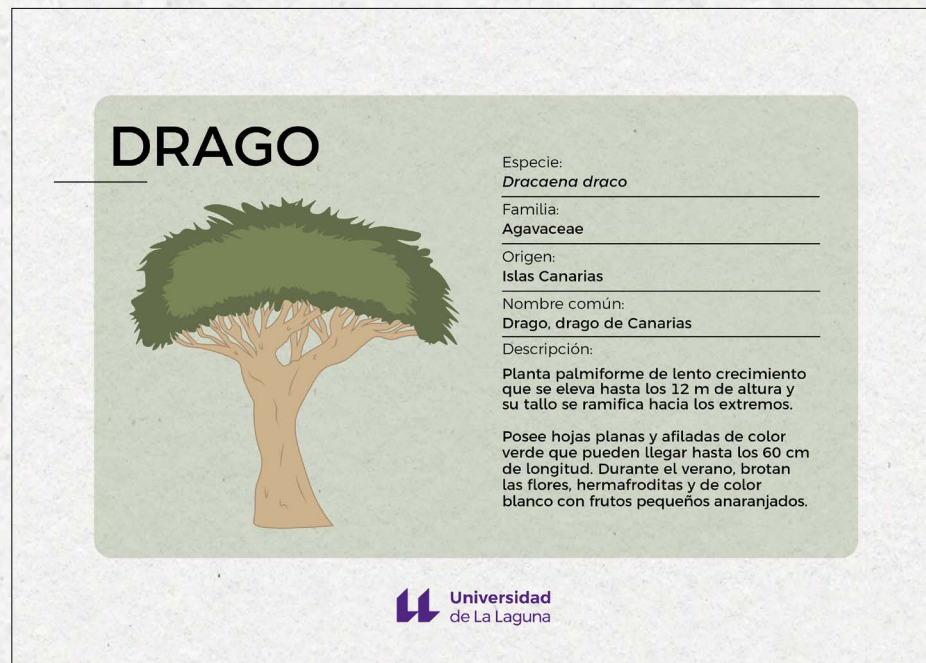 DRAGO
Especie:
Dracaena draco
Familia:
Agavaceae
Origen:
Islas Canarias
Nombre común:
Drago, drago de Canarias
Descripción:
Planta palmiforme de lento crecimiento
que se eleva hasta los 12 m de altura y
su tallo se ramifica hacia los extremos.
Posee hojas planas y afiladas de color
verde que pueden llegar hasta los 60 cm
de longitud. Durante el verano, brotan
las flores, hermafroditas y de color
blanco con frutos pequeños anaranjados.
Universidad
de La Laguna